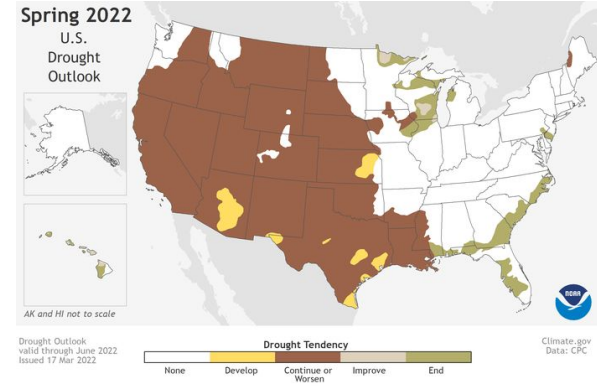 Spring 2022
U.S.
Drought
Outlook
AK and HI not to scale
NOAA
Drought Outlook
valid through June 2022
Issued 17 Mar 2022
Drought Tendency
None
Develop
Continue or
Worsen
Improve
End
Climate.gov
Data: CPC